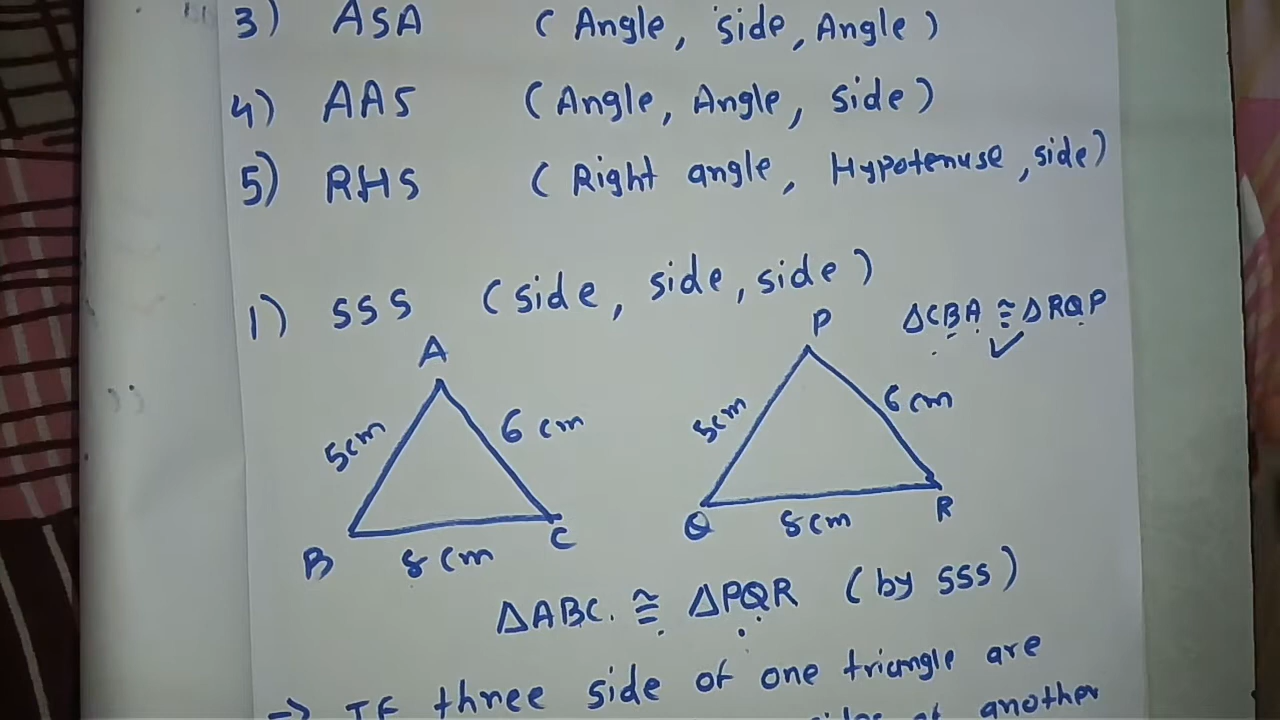 3) ASA (Angle, side, Angle)
4) AAS (Angle, Angle, side)
5) RHS (Right angle, Hypotenuse, side)
1) SSS (side, side, side)
ΔCBA ≅ ΔRQP ✓
A
P
5cm
6 cm
5cm
6 cm
B
8 cm
C
Q
8 cm
R
ΔABC ≅ ΔPQR (by SSS)
→ If three side of one triangle are
another